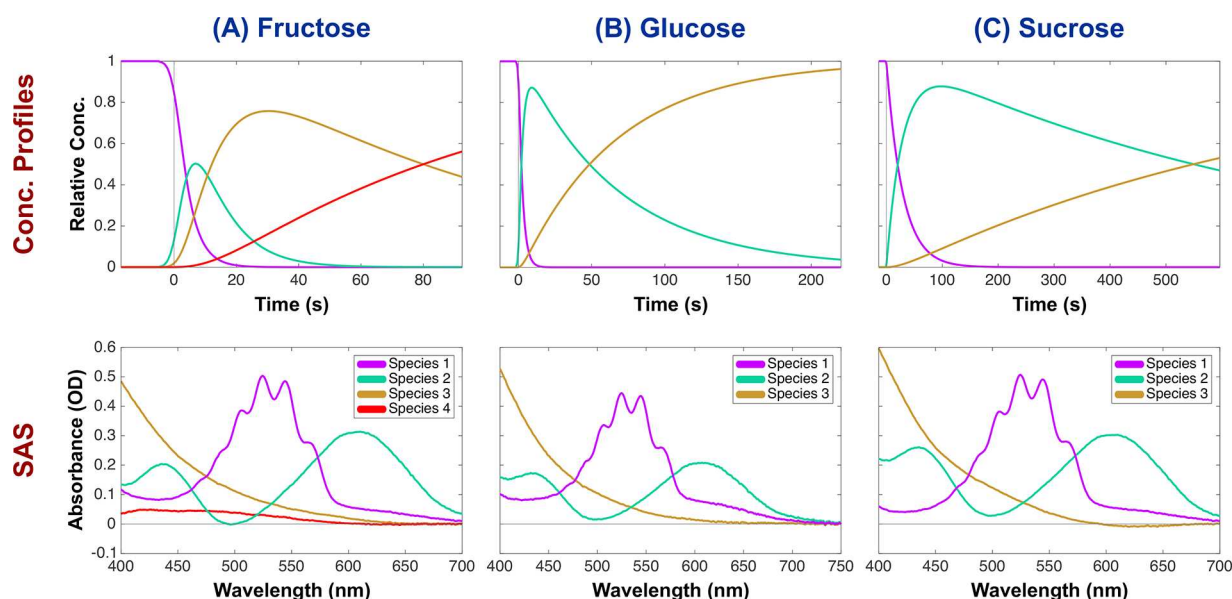 (A) Fructose
(B) Glucose
(C) Sucrose
Conc. Profiles
Relative Conc.
1
0.8
0.6
0.4
0.2
0
0 20 40 60 80
Time (s)
0 50 100 150 200
Time (s)
0 100 200 300 400 500
Time (s)
SAS
Absorbance (OD)
0.6
0.5
0.4
0.3
0.2
0.1
0
-0.1
Species 1
Species 2
Species 3
Species 4
400 450 500 550 600 650 700
Wavelength (nm)
Species 1
Species 2
Species 3
400 450 500 550 600 650 700 750
Wavelength (nm)
Species 1
Species 2
Species 3
400 450 500 550 600 650 700
Wavelength (nm)